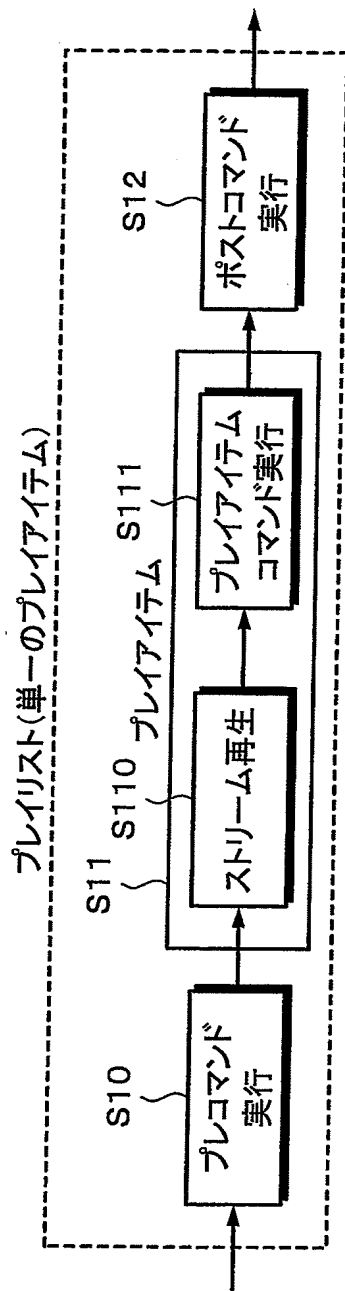 プレイリスト(単一のプレイアイテム)
S10
プレコマンド
実行
S11
プレイアイテム
S110
ストリーム再生
S111
プレイアイテム
コマンド実行
S12
ポストコマンド
実行